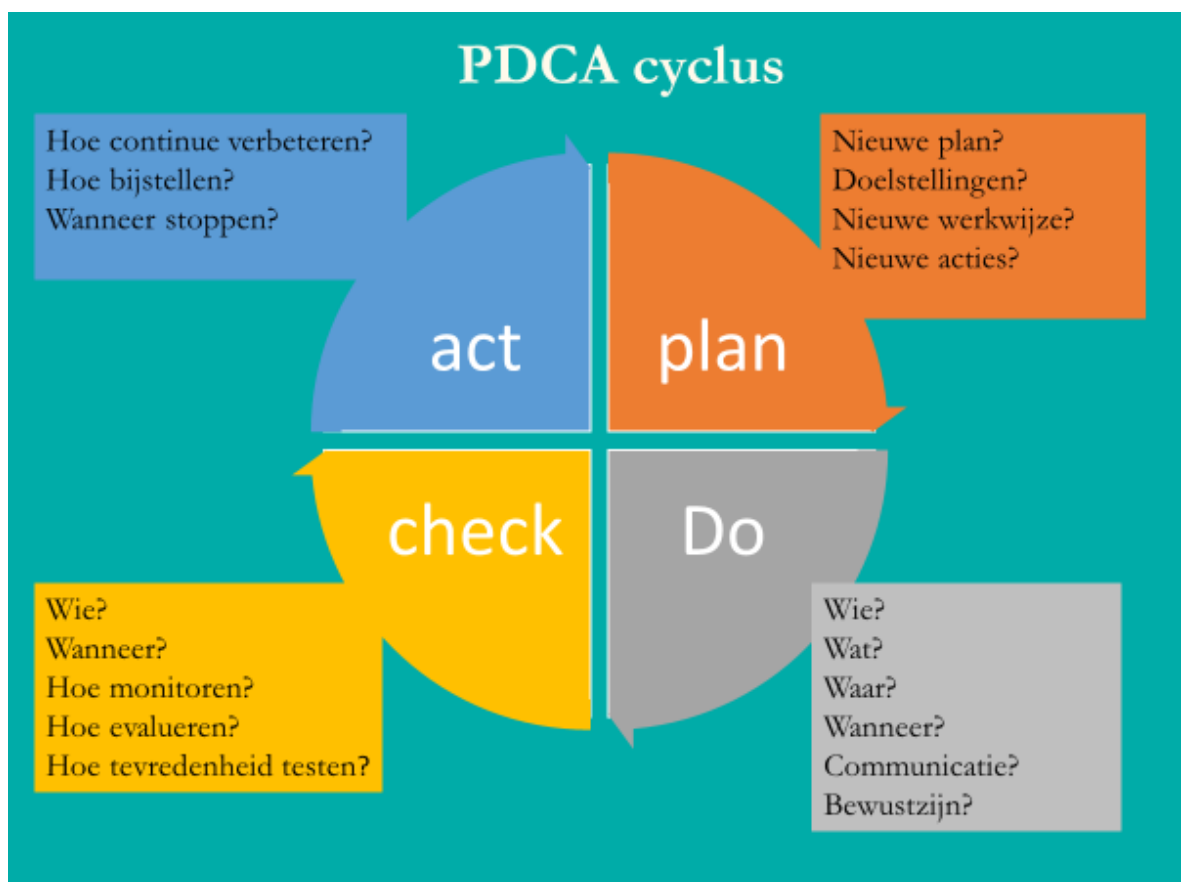 PDCA cyclus
Hoe continue verbeteren?
Hoe bijstellen?
Wanneer stoppen?
Nieuwe plan?
Doelstellingen?
Nieuwe werkwijze?
Nieuwe acties?
act
plan
check
Do
Wie?
Wanneer?
Hoe monitoren?
Hoe evalueren?
Hoe tevredenheid testen?
Wie?
Wat?
Waar?
Wanneer?
Communicatie?
Bewustzijn?